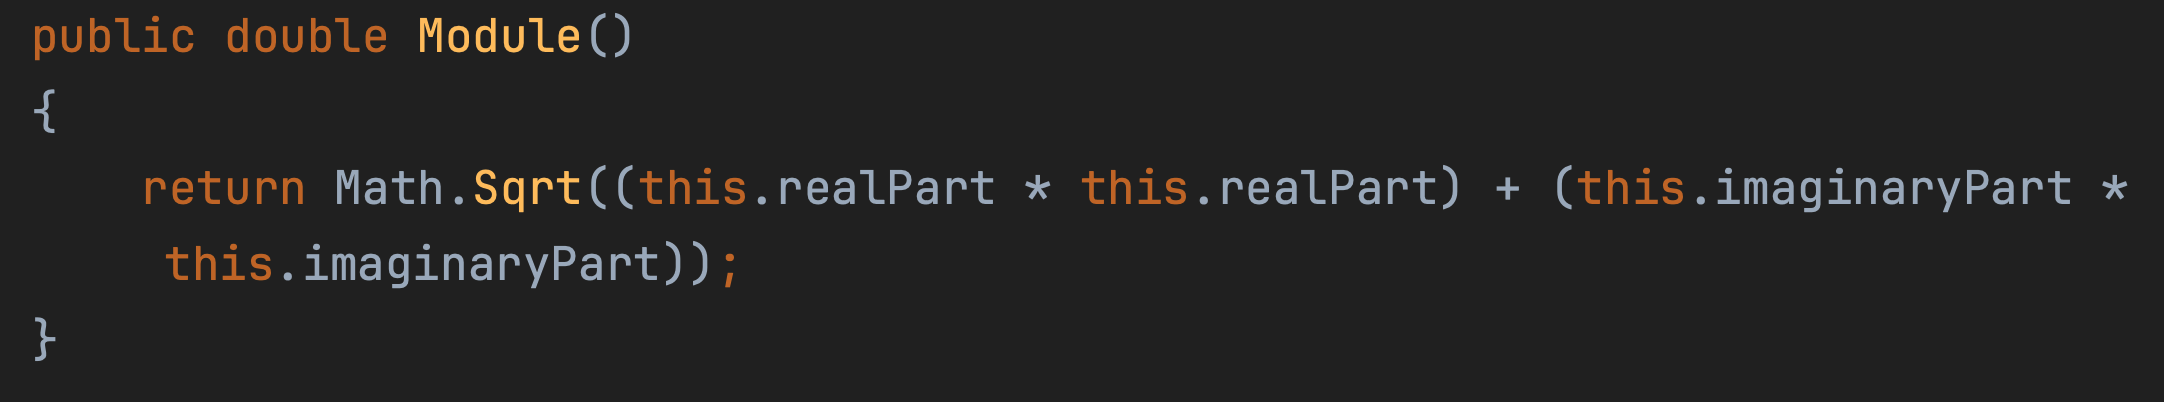 public double Module()
{
return Math.Sqrt((this.realPart * this.realPart) + (this.imaginaryPart *
this.imaginaryPart));
}